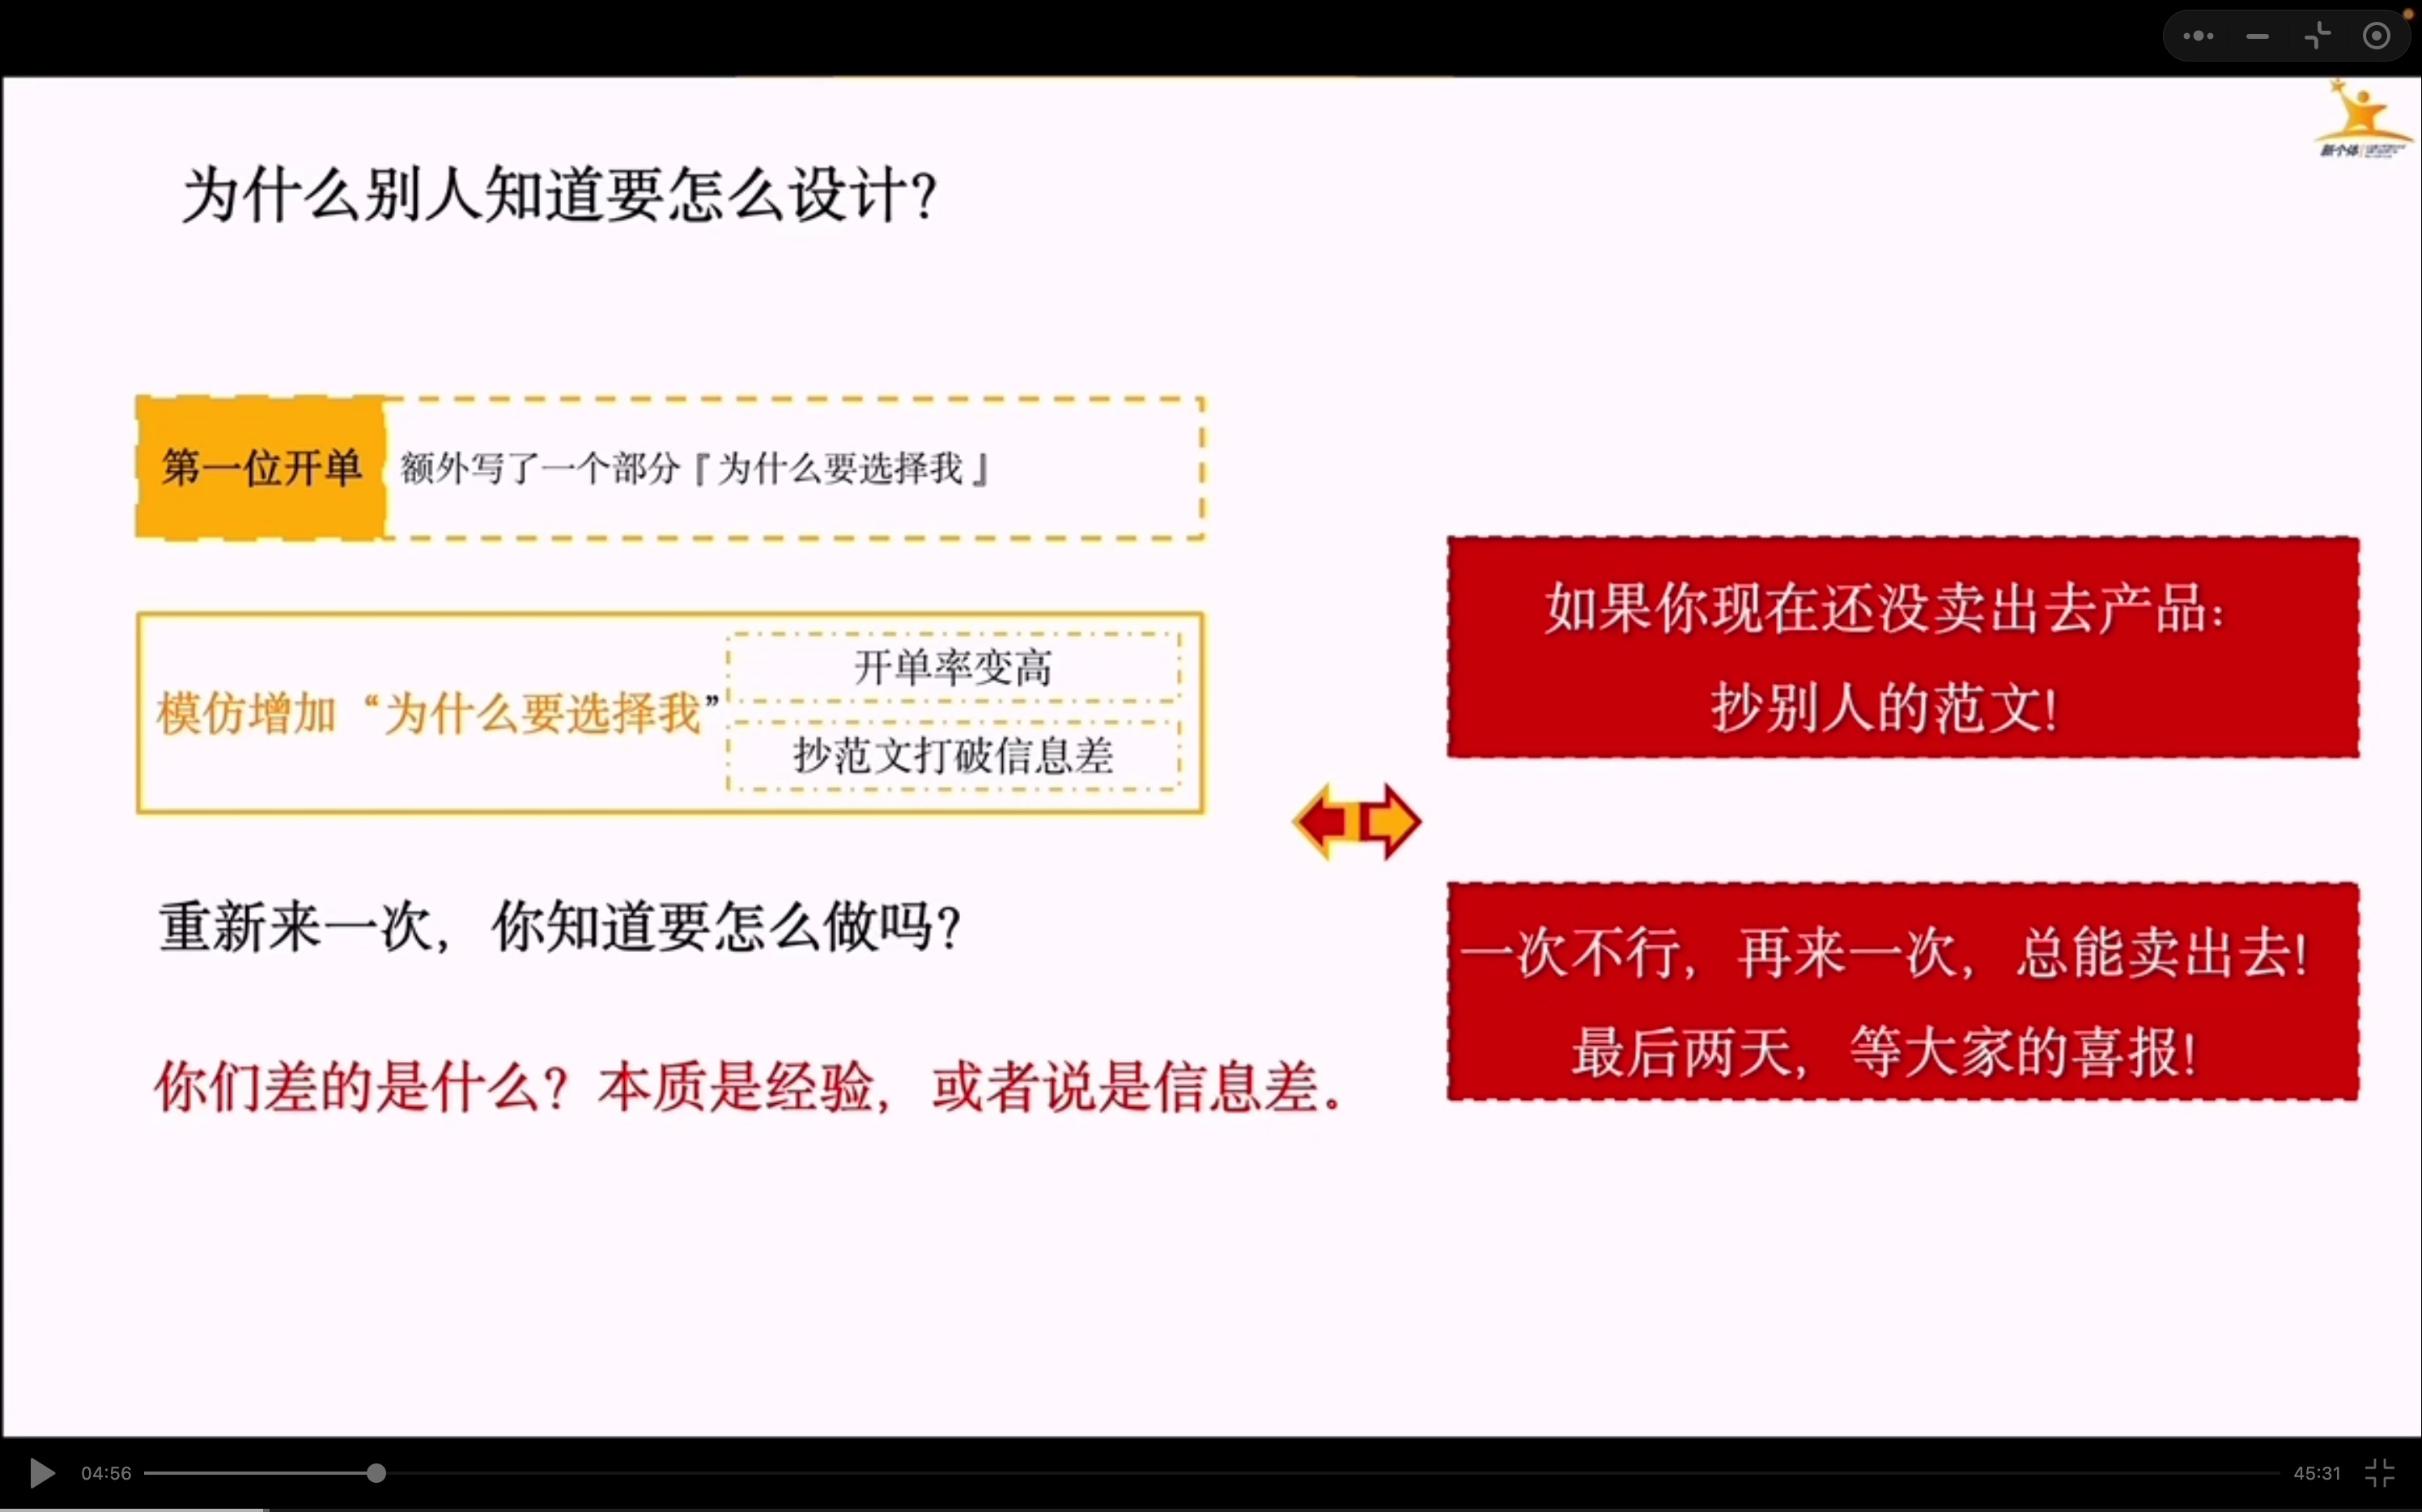 为什么别人知道要怎么设计？
第一位开单
额外写了一个部分『为什么要选择我』
模仿增加“为什么要选择我”
开单率变高
抄范文打破信息差
重新来一次，你知道要怎么做吗？
你们差的是什么？本质是经验，或者说是信息差。
如果你现在还没卖出去产品：
抄别人的范文！
一次不行，再来一次，总能卖出去！
最后两天，等大家的喜报！
新个体
04:56
45:31